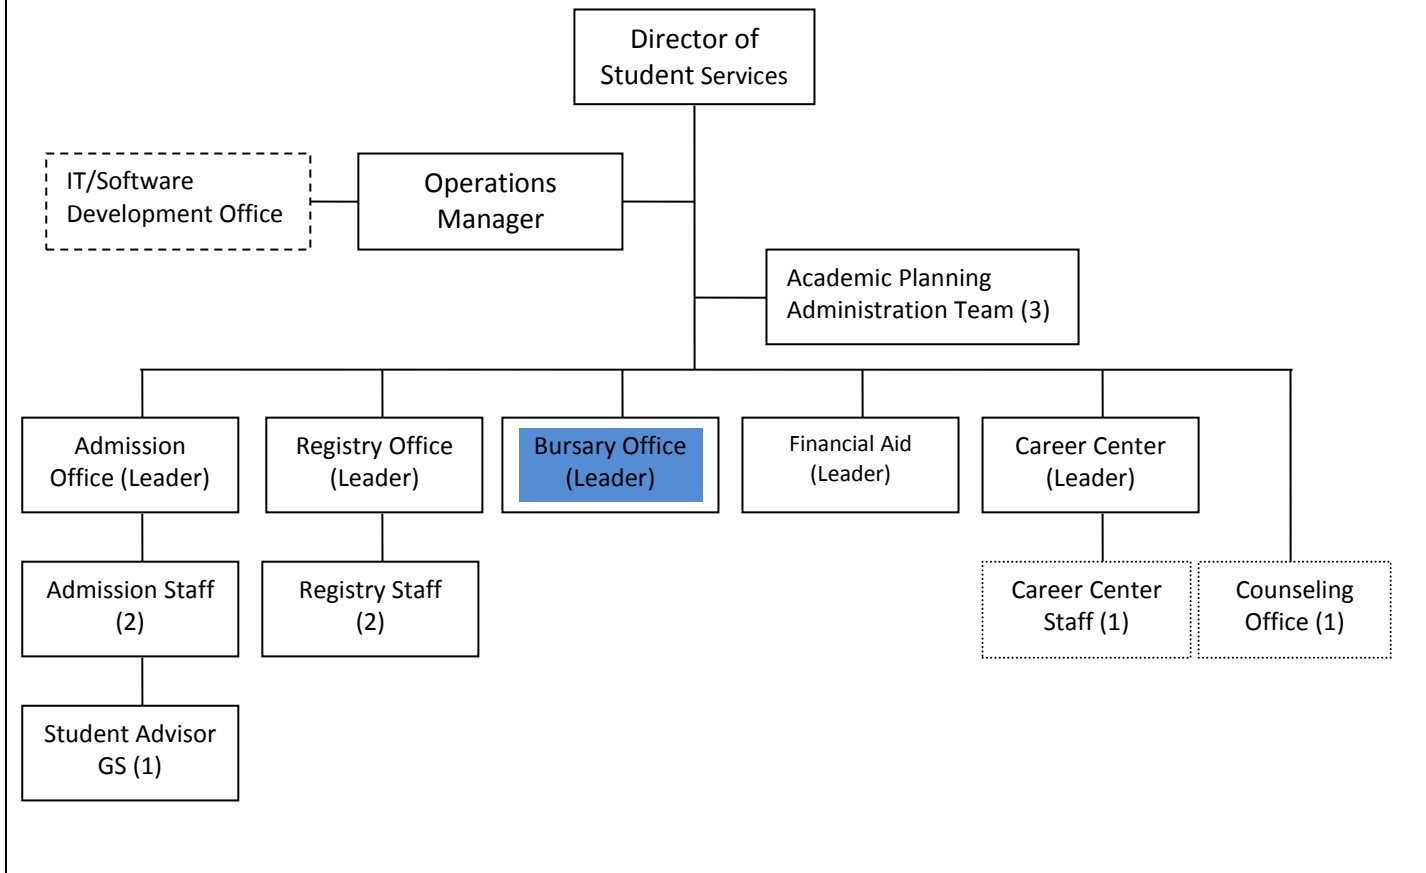 Director of
Student Services
IT/Software
Development Office
Operations
Manager
Academic Planning
Administration Team (3)
Admission
Office (Leader)
Registry Office
(Leader)
Bursary Office
(Leader)
Financial Aid
(Leader)
Career Center
(Leader)
Admission Staff
(2)
Registry Staff
(2)
Career Center
Staff (1)
Counseling
Office (1)
Student Advisor
GS (1)